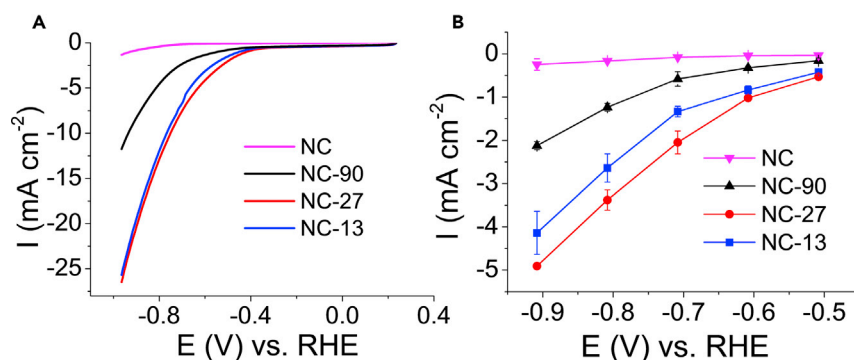 A
I (mA cm⁻²)
0
-5
-10
-15
-20
-25
NC
NC-90
NC-27
NC-13
-0.8
-0.4
0.0
0.4
E (V) vs. RHE
B
I (mA cm⁻²)
0
-1
-2
-3
-4
-5
NC
NC-90
NC-27
NC-13
-0.9
-0.8
-0.7
-0.6
-0.5
E (V) vs. RHE